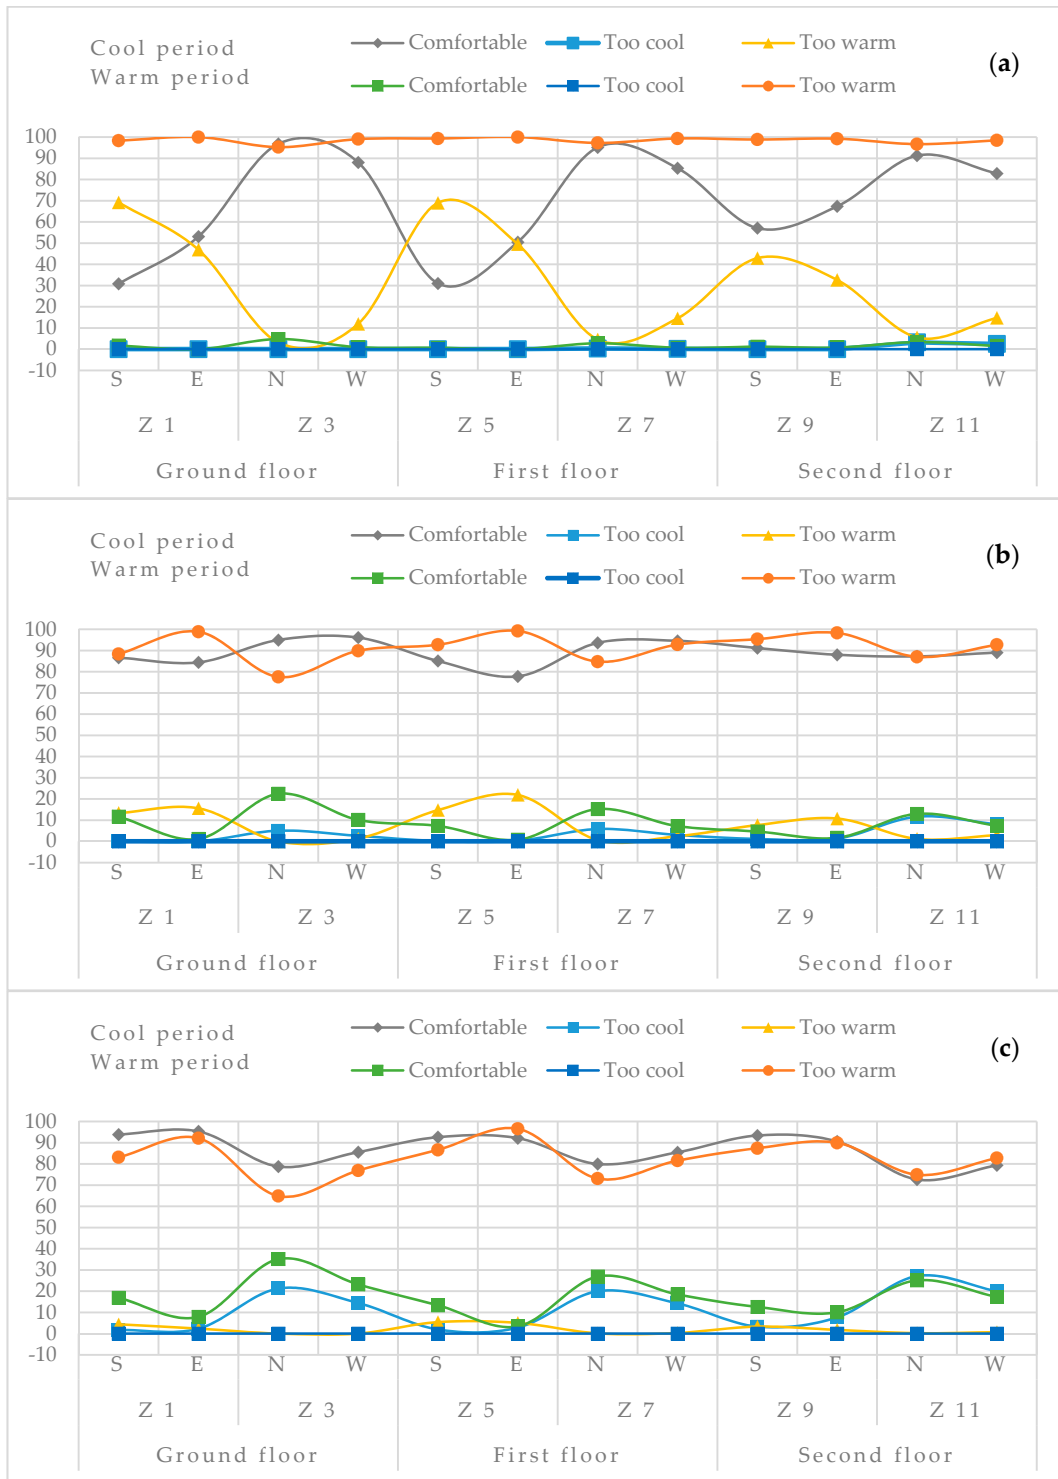 Cool period
Comfortable Too cool Too warm
Warm period
Comfortable Too cool Too warm
(a)
100
90
80
70
60
50
40
30
20
10
0
-10
S E N W S E N W S E N W
Z 1 Z 3 Z 5 Z 7 Z 9 Z 11
Ground floor First floor Second floor
Cool period
Comfortable Too cool Too warm
Warm period
Comfortable Too cool Too warm
(b)
100
90
80
70
60
50
40
30
20
10
0
-10
S E N W S E N W S E N W
Z 1 Z 3 Z 5 Z 7 Z 9 Z 11
Ground floor First floor Second floor
Cool period
Comfortable Too cool Too warm
Warm period
Comfortable Too cool Too warm
(c)
100
90
80
70
60
50
40
30
20
10
0
-10
S E N W S E N W S E N W
Z 1 Z 3 Z 5 Z 7 Z 9 Z 11
Ground floor First floor Second floor